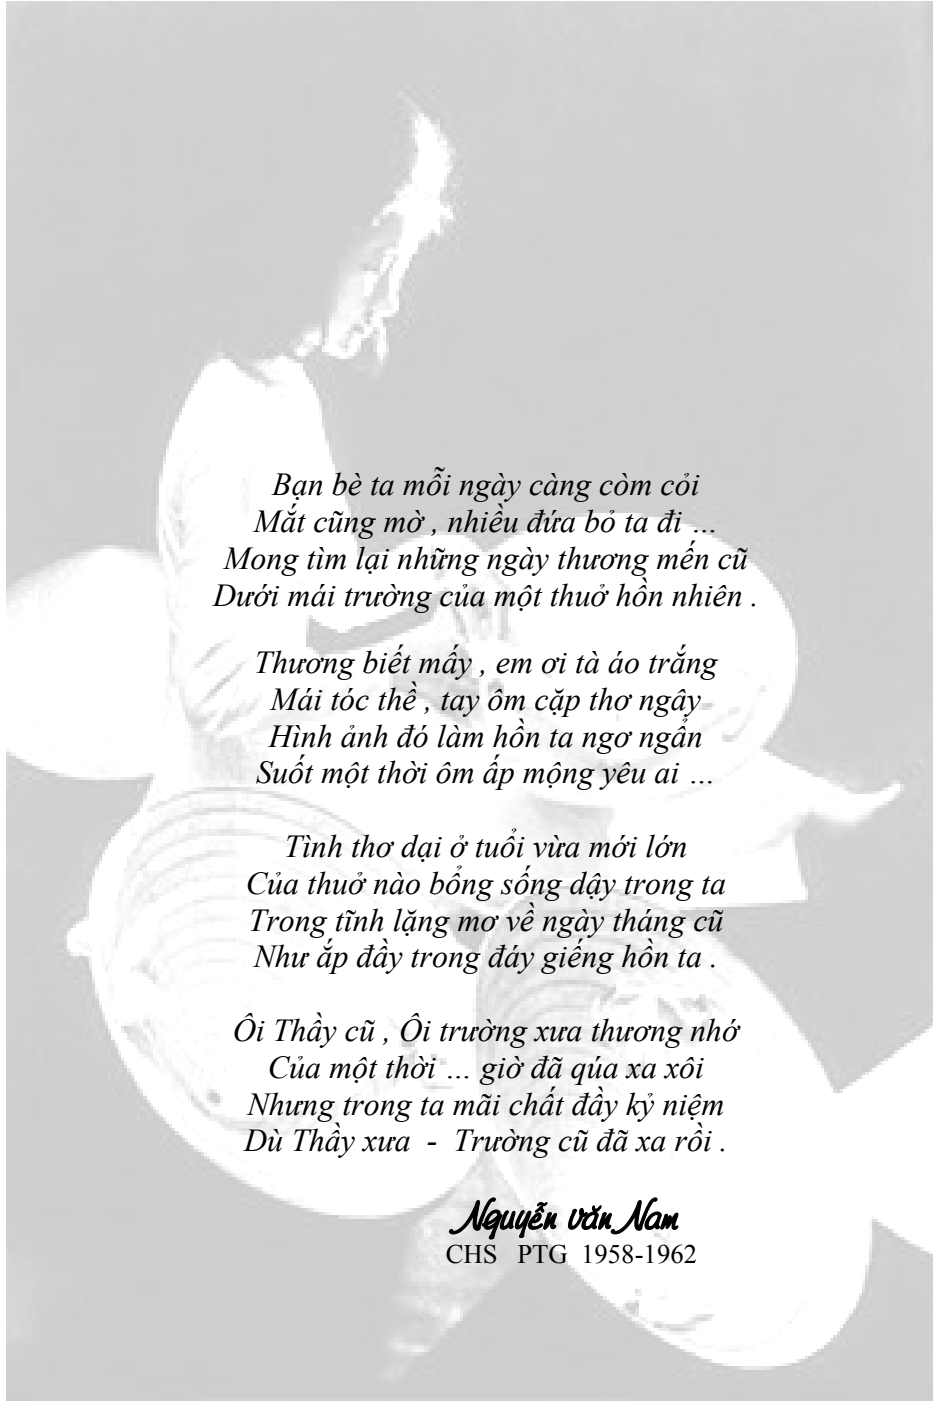 Bạn bè ta mỗi ngày càng còm cỏi
Mắt cũng mờ , nhiều đứa bỏ ta đi ...
Mong tìm lại những ngày thương mến cũ
Dưới mái trường của một thuở hồn nhiên .
Thương biết mấy , em ơi tà áo trắng
Mái tóc thề , tay ôm cặp thơ ngây
Hình ảnh đó làm hồn ta ngơ ngẩn
Suốt một thời ôm ấp mộng yêu ai ...
Tình thơ dại ở tuổi vừa mới lớn
Của thuở nào bổng sống dậy trong ta
Trong tĩnh lặng mơ về ngày tháng cũ
Như ắp đầy trong đáy giếng hồn ta .
Ôi Thầy cũ , Ôi trường xưa thương nhớ
Của một thời ... giờ đã qúa xa xôi
Nhưng trong ta mãi chất đầy kỷ niệm
Dù Thầy xưa - Trường cũ đã xa rồi .
Nguyễn văn Nam
CHS PTG 1958-1962